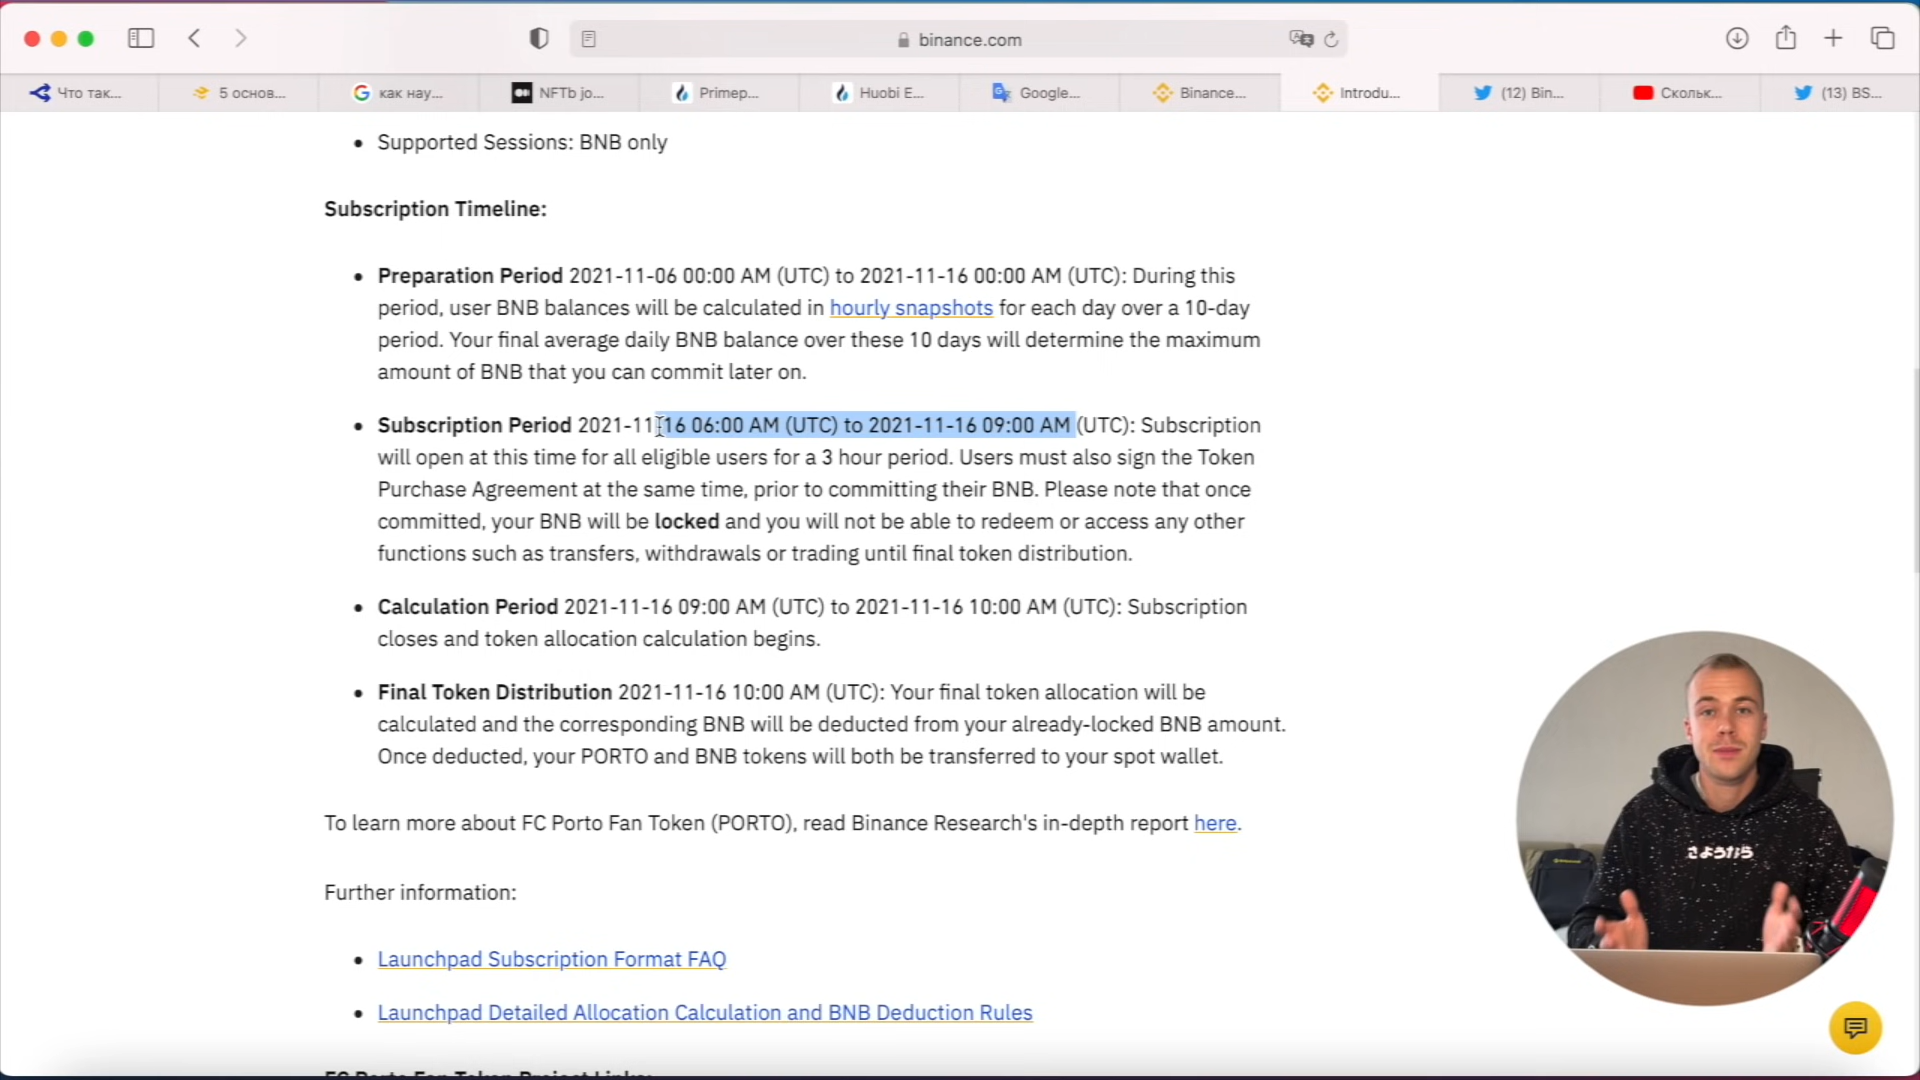 binance.com
Что так...
5 основ...
как нау...
NFTb jo...
Primep...
Huobi E...
Google...
Binance...
Introdu...
(12) Bin...
Скольк...
(13) BS...
• Supported Sessions: BNB only
Subscription Timeline:
• Preparation Period 2021-11-06 00:00 AM (UTC) to 2021-11-16 00:00 AM (UTC): During this
period, user BNB balances will be calculated in hourly snapshots for each day over a 10-day
period. Your final average daily BNB balance over these 10 days will determine the maximum
amount of BNB that you can commit later on.
• Subscription Period 2021-11-16 06:00 AM (UTC) to 2021-11-16 09:00 AM (UTC): Subscription
will open at this time for all eligible users for a 3 hour period. Users must also sign the Token
Purchase Agreement at the same time, prior to committing their BNB. Please note that once
committed, your BNB will be locked and you will not be able to redeem or access any other
functions such as transfers, withdrawals or trading until final token distribution.
• Calculation Period 2021-11-16 09:00 AM (UTC) to 2021-11-16 10:00 AM (UTC): Subscription
closes and token allocation calculation begins.
• Final Token Distribution 2021-11-16 10:00 AM (UTC): Your final token allocation will be
calculated and the corresponding BNB will be deducted from your already-locked BNB amount.
Once deducted, your PORTO and BNB tokens will both be transferred to your spot wallet.
To learn more about FC Porto Fan Token (PORTO), read Binance Research's in-depth report here.
さようなら
Further information:
• Launchpad Subscription Format FAQ
• Launchpad Detailed Allocation Calculation and BNB Deduction Rules
FC Porto Fan Token Project Links: